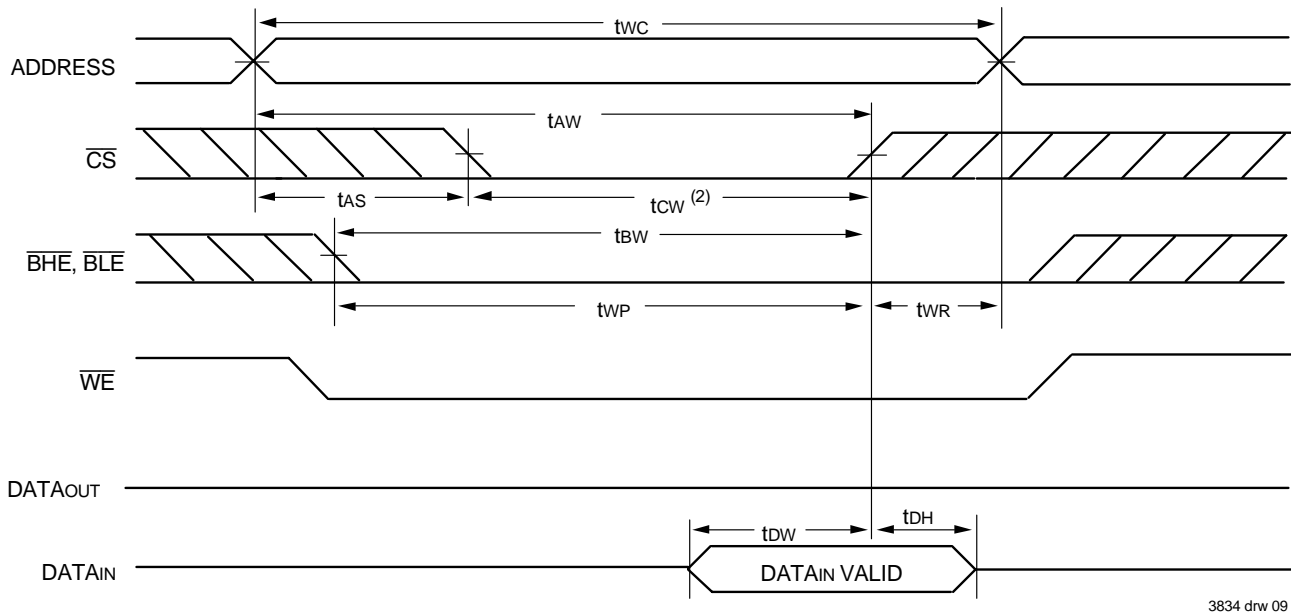 tWC
ADDRESS
tAW
CS
tAS
tCW (2)
tBW
BHE, BLE
tWP
tWR
WE
DATAOUT
tDW
tDH
DATAIN
DATAIN VALID
3834 drw 09